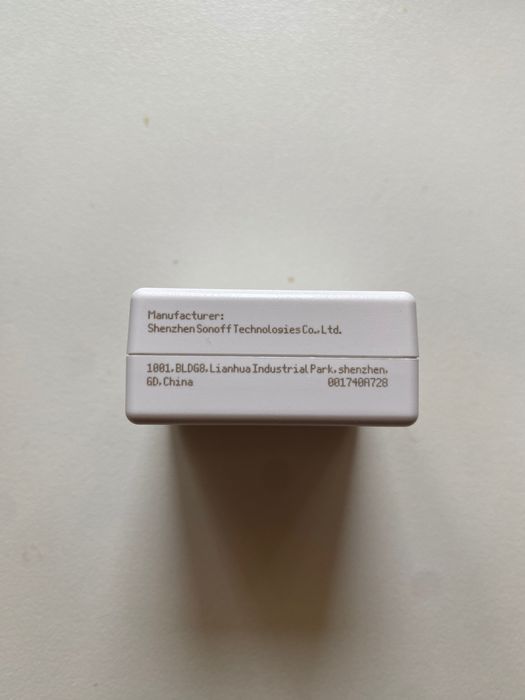 Manufacturer:
Shenzhen Sonoff Technologies Co., Ltd.
1001, BLDG8, Lianhua Industrial Park, shenzhen,
GD, China 001740A728